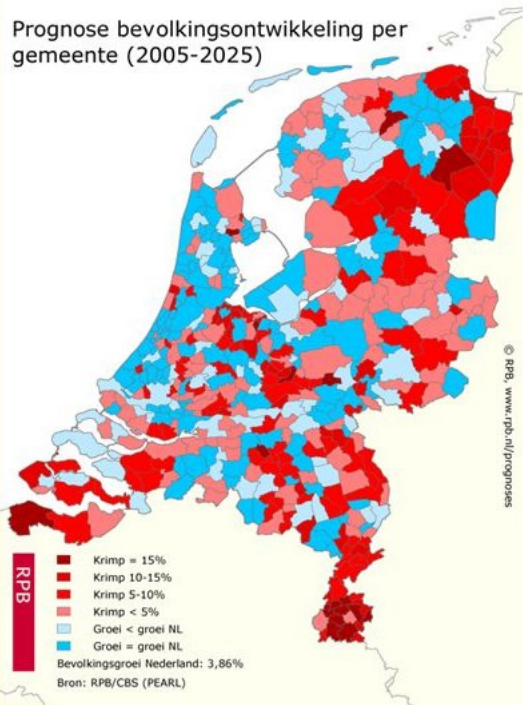 Prognose bevolkingsontwikkeling per
gemeente (2005-2025)
© RPB, www.rpb.nl/prognoses
RPB
Krimp = 15%
Krimp 10-15%
Krimp 5-10%
Krimp < 5%
Groei < groei NL
Groei = groei NL
Bevolkingsgroei Nederland: 3,86%
Bron: RPB/CBS (PEARL)